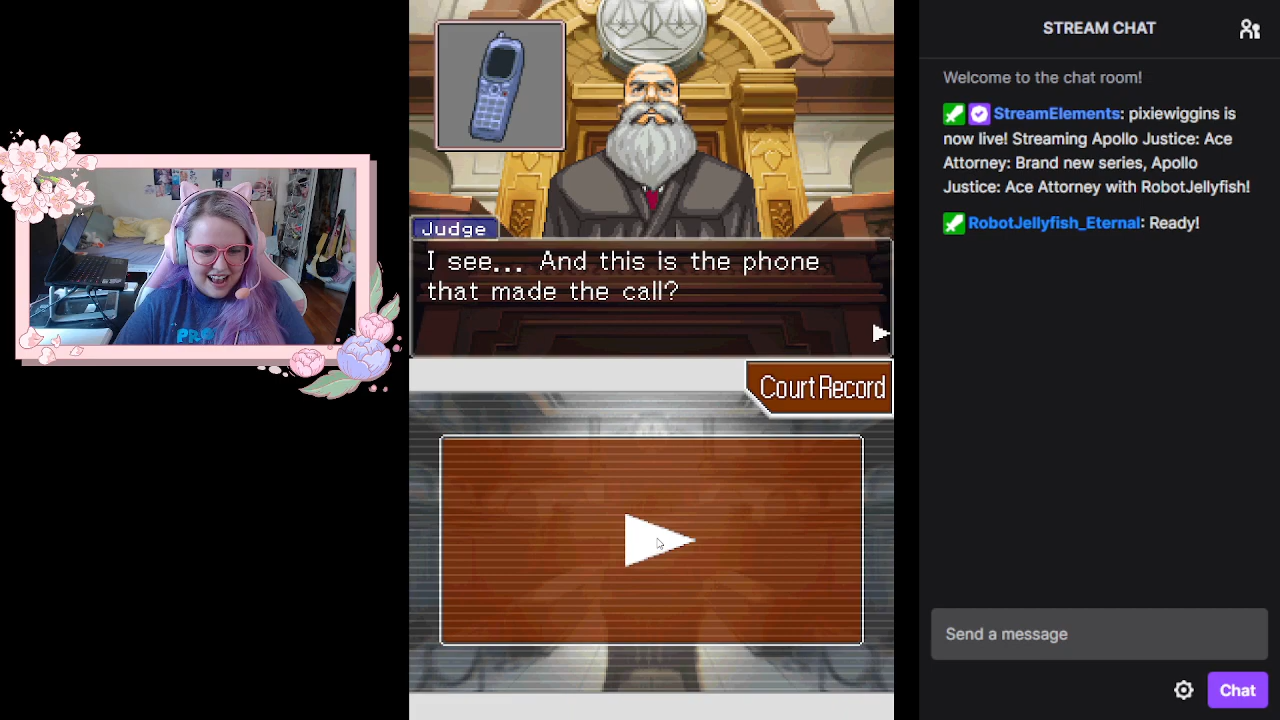 STREAM CHAT
Welcome to the chat room!
StreamElements: pixiewiggins is
now live! Streaming Apollo Justice: Ace
Attorney: Brand new series, Apollo
Justice: Ace Attorney with RobotJellyfish!
RobotJellyfish_Eternal: Ready!
Judge
I see... And this is the phone
that made the call?
Court Record
PRO
Send a message
Chat